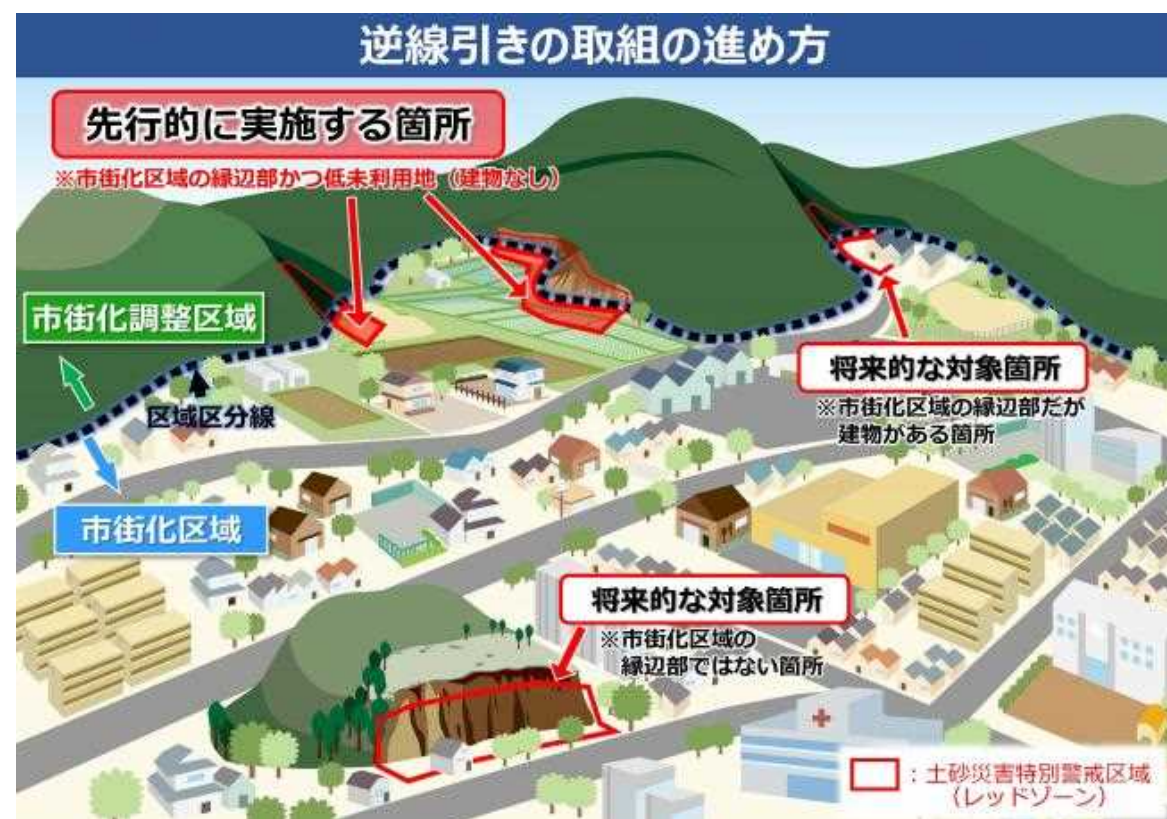 逆線引きの取組の進め方
先行的に実施する箇所
※市街化区域の縁辺部かつ低未利用地（建物なし）
市街化調整区域
区域区分線
市街化区域
将来的な対象箇所
※市街化区域の縁辺部だが
建物がある箇所
将来的な対象箇所
※市街化区域の
縁辺部ではない箇所
：土砂災害特別警戒区域
（レッドゾーン）